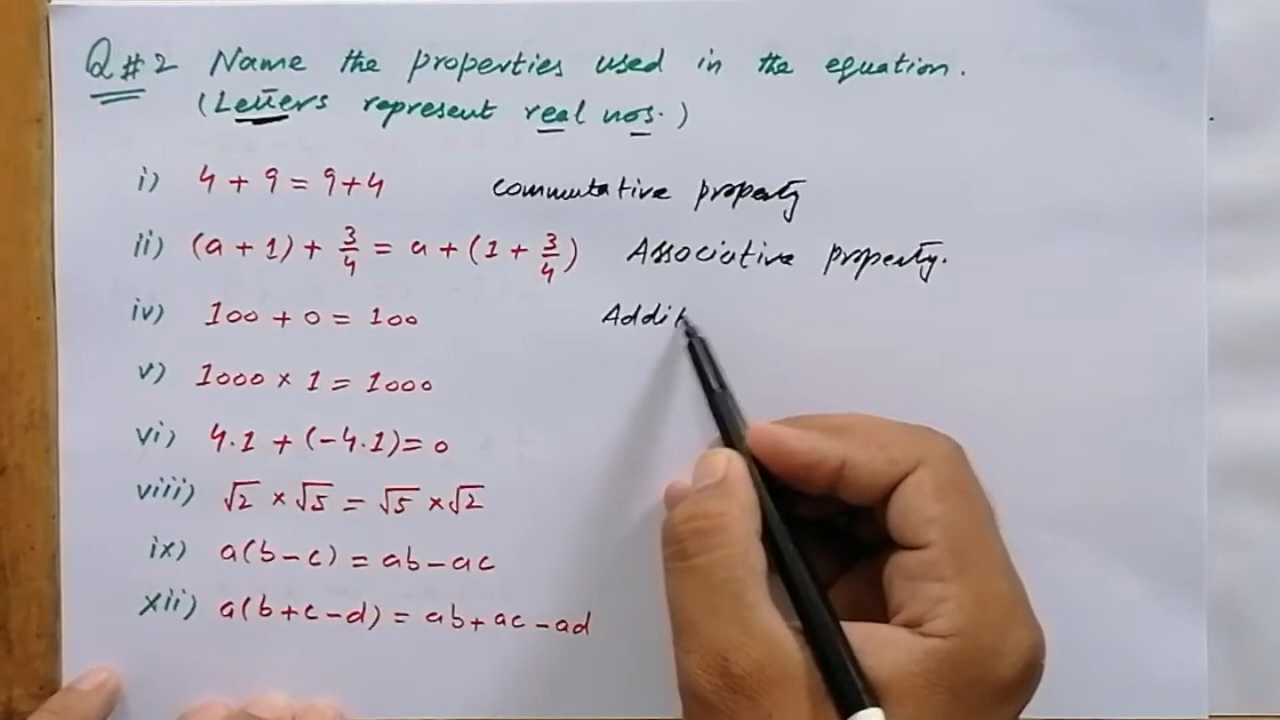 Q#2 Name the properties used in the equation.
(Letters represent real nos.)
i) 4 + 9 = 9+4 commutative property
ii) (a + 1) + 3/4 = a + (1 + 3/4) Associative property.
iv) 100 + 0 = 100 Addit
v) 1000 × 1 = 1000
vi) 4.1 + (-4.1) = 0
viii) √2 × √5 = √5 × √2
ix) a(b-c) = ab-ac
xii) a(b+c-d) = ab+ac-ad